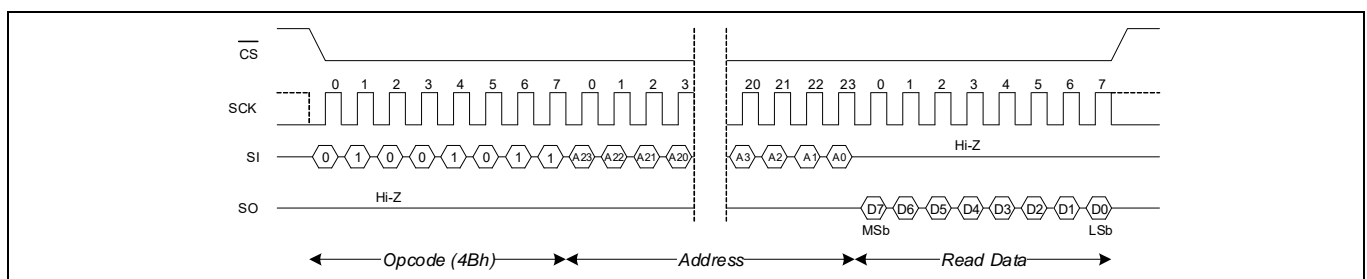 CS
0 1 2 3 4 5 6 7 0 1 2 3 20 21 22 23 0 1 2 3 4 5 6 7
SCK
Hi-Z
SI 0 1 0 0 1 0 1 1 A23 A22 A21 A20 A3 A2 A1 A0
Hi-Z
SO D7 D6 D5 D4 D3 D2 D1 D0
MSb LSb
Opcode (4Bh) Address Read Data